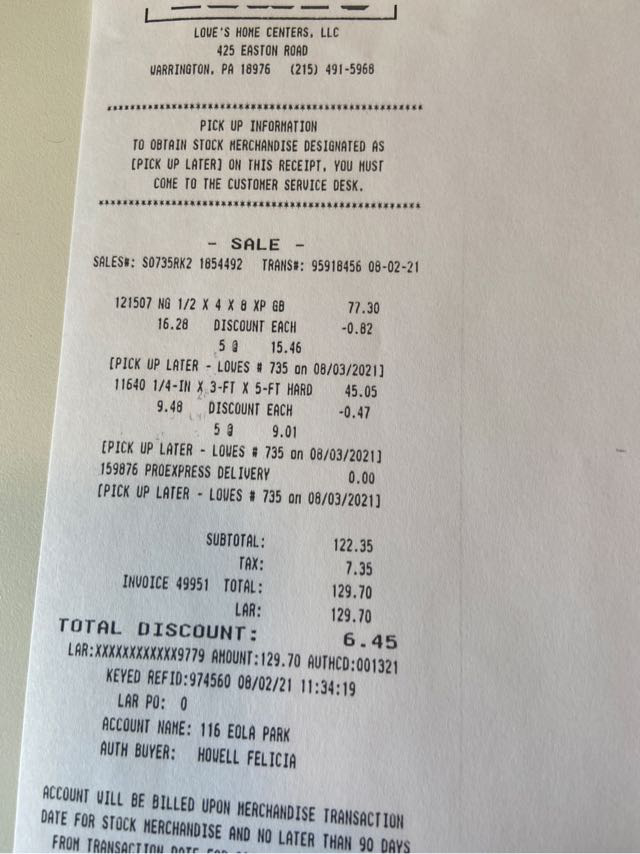 LOWE'S HOME CENTERS, LLC
425 EASTON ROAD
WARRINGTON, PA 18976 (215) 491-5968
************************************************
PICK UP INFORMATION
TO OBTAIN STOCK MERCHANDISE DESIGNATED AS
[PICK UP LATER] ON THIS RECEIPT, YOU MUST
COME TO THE CUSTOMER SERVICE DESK.
************************************************
- SALE -
SALES#: S0735RK2 1854492 TRANS#: 95918456 08-02-21
121507 NG 1/2 X 4 X 8 XP GB 77.30
16.28 DISCOUNT EACH -0.82
5 @ 15.46
[PICK UP LATER - LOWES # 735 on 08/03/2021]
11640 1/4-IN X 3-FT X 5-FT HARD 45.05
9.48 DISCOUNT EACH -0.47
5 @ 9.01
[PICK UP LATER - LOWES # 735 on 08/03/2021]
159876 PROEXPRESS DELIVERY 0.00
[PICK UP LATER - LOWES # 735 on 08/03/2021]
SUBTOTAL: 122.35
TAX: 7.35
INVOICE 49951 TOTAL: 129.70
LAR: 129.70
TOTAL DISCOUNT: 6.45
LAR:XXXXXXXXXXXX9779 AMOUNT:129.70 AUTHCD:001321
KEYED REFID:974560 08/02/21 11:34:19
LAR PO: 0
ACCOUNT NAME: 116 EOLA PARK
AUTH BUYER: HOWELL FELICIA
ACCOUNT WILL BE BILLED UPON MERCHANDISE TRANSACTION
DATE FOR STOCK MERCHANDISE AND NO LATER THAN 90 DAYS
FROM TRANSACTION DATE FOR